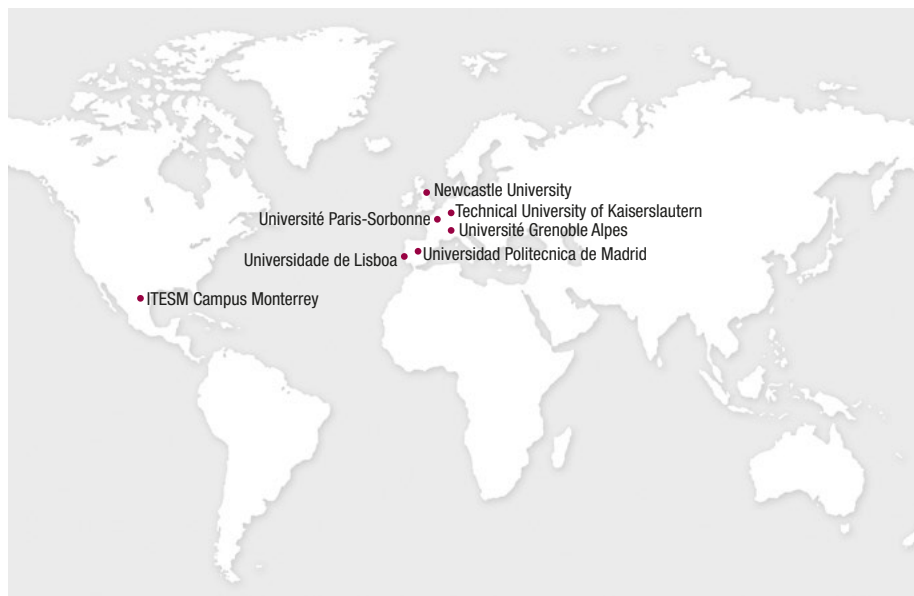 Newcastle University
Technical University of Kaiserslautern
Université Paris-Sorbonne
Université Grenoble Alpes
Universidad Politecnica de Madrid
Universidade de Lisboa
ITESM Campus Monterrey